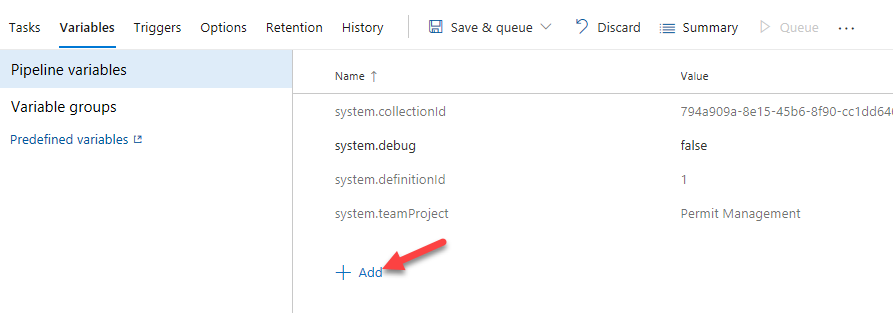 Tasks Variables Triggers Options Retention History Save & queue Discard Summary Queue ...
Pipeline variables
Variable groups
Predefined variables
Name ↑ Value
system.collectionId 794a909a-8e15-45b6-8f90-cc1dd64
system.debug false
system.definitionId 1
system.teamProject Permit Management
+ Add